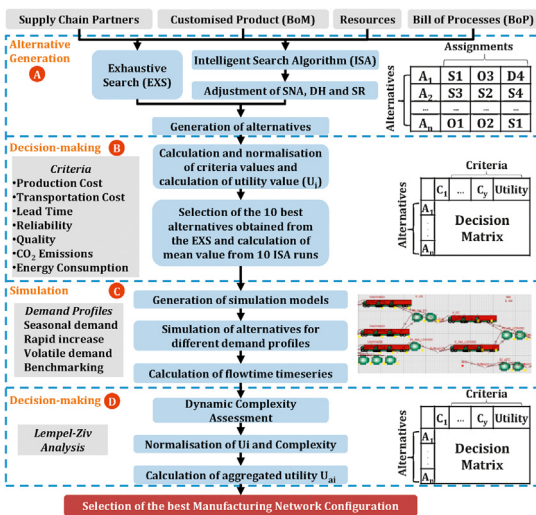 Supply Chain Partners
Customised Product (BoM)
Resources
Bill of Processes (BoP)
Alternative
Generation
A
Exhaustive
Search (EXS)
Intelligent Search Algorithm (ISA)
Adjustment of SNA, DH and SR
Generation of alternatives
Assignments
Alternatives
A1 S1 O3 D4
A2 S3 S2 S4
... ... ... ...
An O1 O2 S1
Decision-making B
Criteria
•Production Cost
•Transportation Cost
•Lead Time
•Reliability
•Quality
•CO2 Emissions
•Energy Consumption
Calculation and normalisation
of criteria values and
calculation of utility value (Ui)
Selection of the 10 best
alternatives obtained from
the EXS and calculation of
mean value from 10 ISA runs
Criteria
C1 ... Cy Utility
Alternatives
A1
.
.
.
An
Decision
Matrix
Simulation C
Demand Profiles
Seasonal demand
Rapid increase
Volatile demand
Benchmarking
Generation of simulation models
Simulation of alternatives for
different demand profiles
Calculation of flowtime timeseries
Decision-making D
Lempel-Ziv
Analysis
Dynamic Complexity
Assessment
Normalisation of Ui and Complexity
Calculation of aggregated utility Uai
Criteria
C1 ... Cy Utility
Alternatives
A1
.
.
.
An
Decision
Matrix
Selection of the best Manufacturing Network Configuration